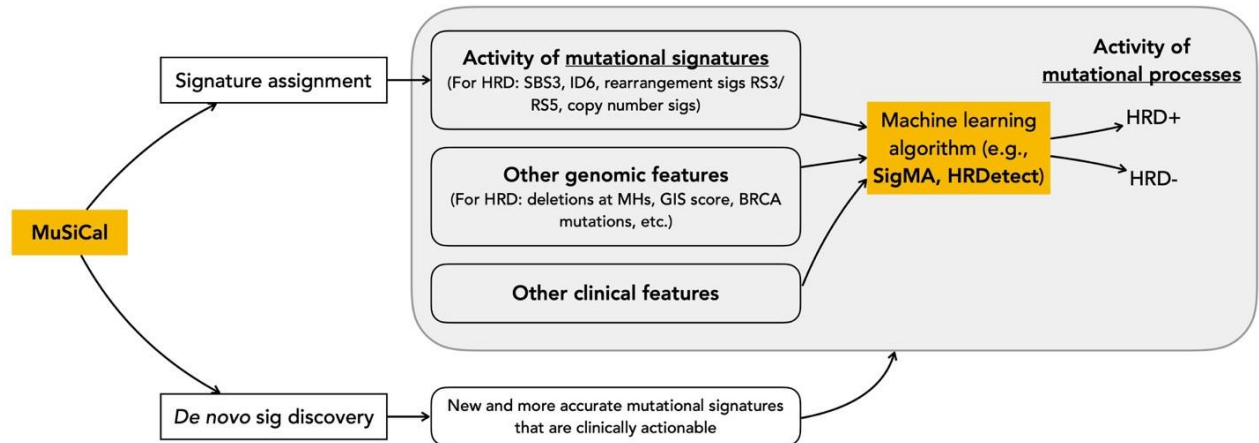 MuSiCal
Signature assignment
Activity of mutational signatures
(For HRD: SBS3, ID6, rearrangement sigs RS3/
RS5, copy number sigs)
Other genomic features
(For HRD: deletions at MHs, GIS score, BRCA
mutations, etc.)
Other clinical features
Machine learning
algorithm (e.g.,
SigMA, HRDetect)
Activity of
mutational processes
HRD+
HRD-
De novo sig discovery
New and more accurate mutational signatures
that are clinically actionable